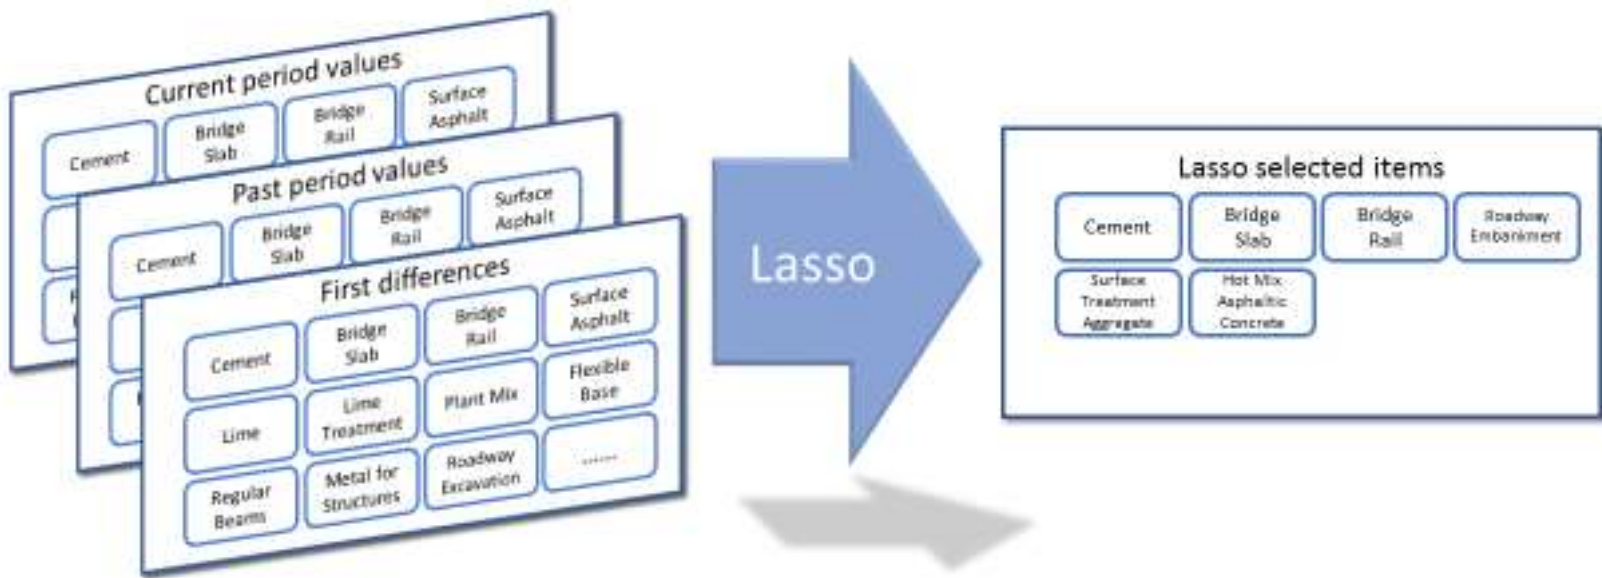 Current period values
Cement
Bridge
Slab
Bridge
Rail
Surface
Asphalt
Past period values
Cement
Bridge
Slab
Bridge
Rail
Surface
Asphalt
First differences
Cement
Bridge
Slab
Bridge
Rail
Surface
Asphalt
Lime
Lime
Treatment
Plant Mix
Flexible
Base
Regular
Beams
Metal for
Structures
Roadway
Excavation
......
Lasso
Lasso selected items
Cement
Bridge
Slab
Bridge
Rail
Roadway
Embankment
Surface
Treatment
Aggregate
Hot Mix
Asphaltic
Concrete